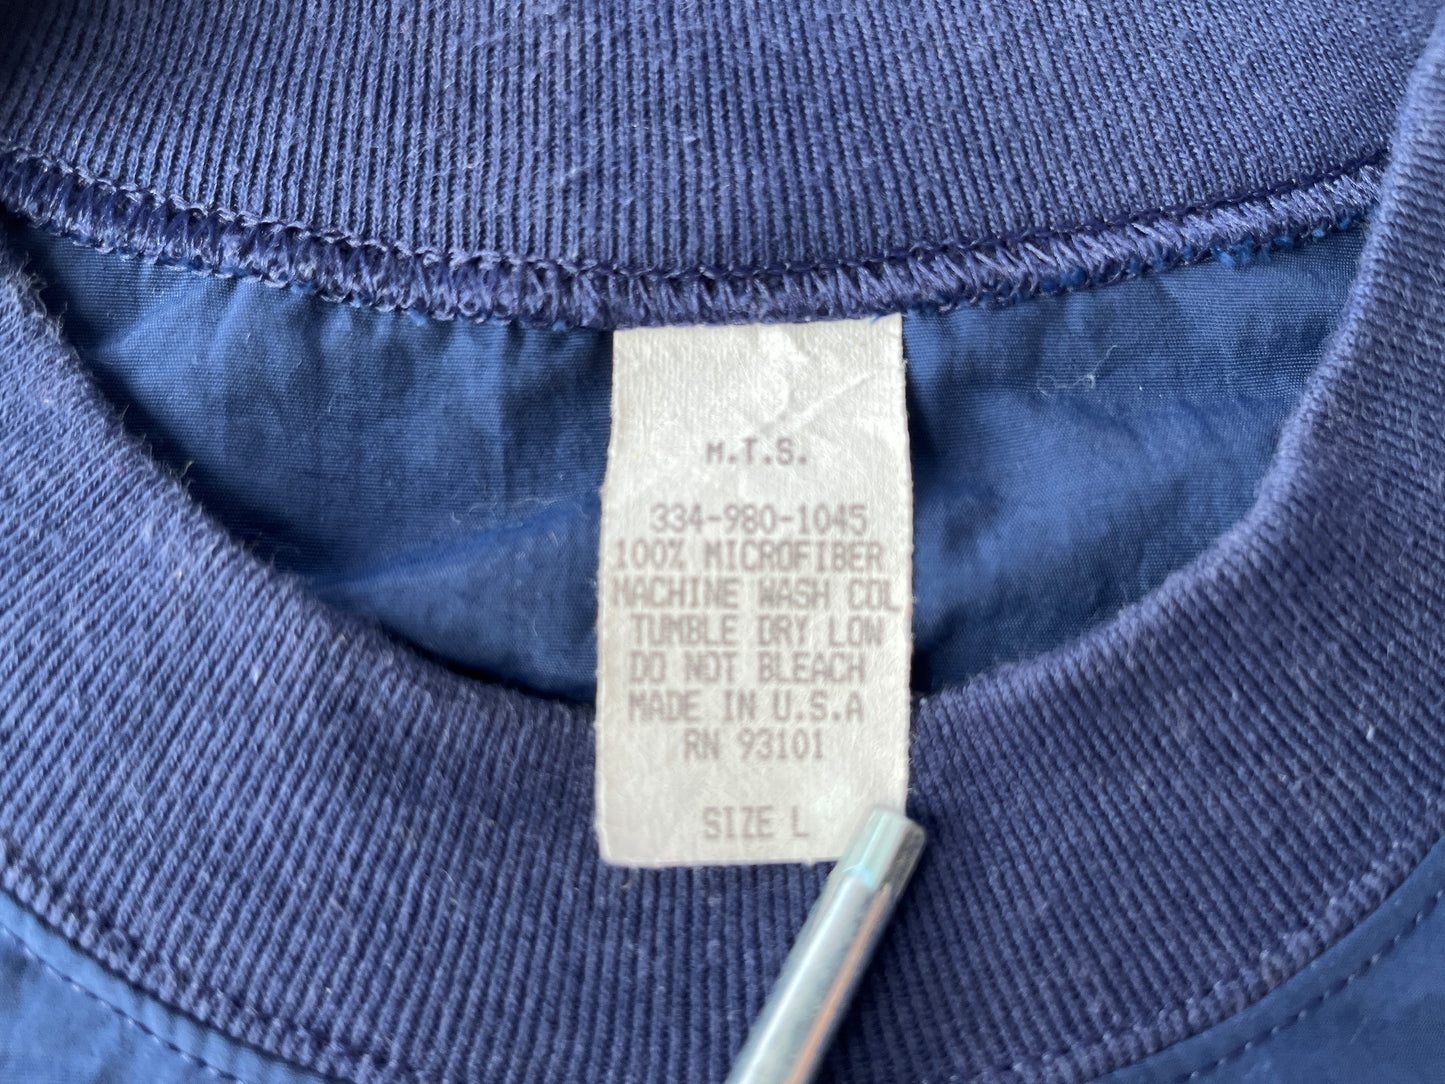 M.T.S.
334-980-1045
100% MICROFIBER
MACHINE WASH COL
TUMBLE DRY LOW
DO NOT BLEACH
MADE IN U.S.A
RN 93101
SIZE L